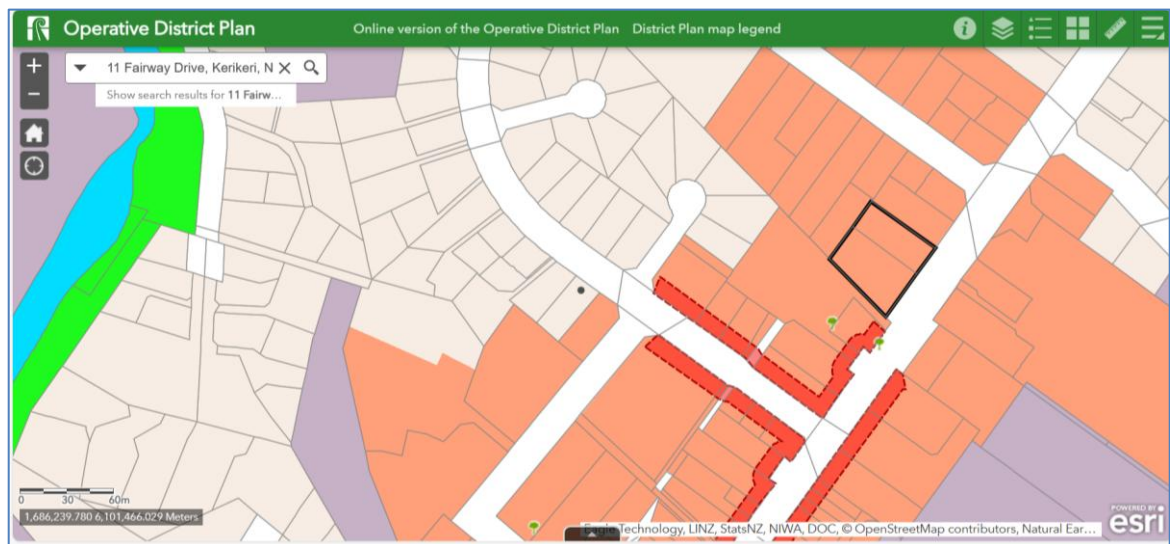 Operative District Plan
Online version of the Operative District Plan District Plan map legend
+
11 Fairway Drive, Kerikeri, N
−
Show search results for 11 Fairw...
0 30 60m
1,686,239.780 6,101,466.029 Meters
Eagle Technology, LINZ, StatsNZ, NIWA, DOC, © OpenStreetMap contributors, Natural Ear...
POWERED BY
esri